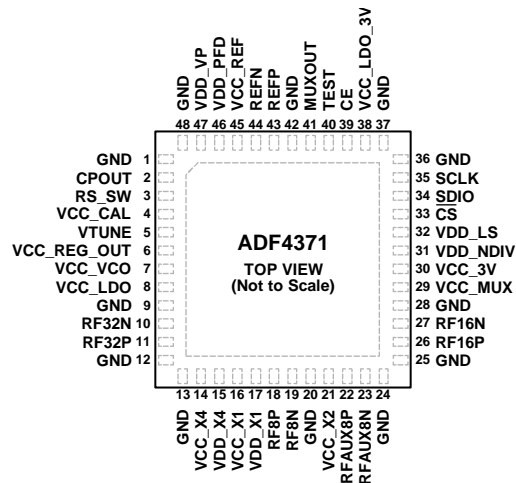 GND
VDD_VP
VDD_PFD
VCC_REF
REFN
REFP
GND
MUXOUT
TEST
CE
VCC_LDO_3V
GND
48 47 46 45 44 43 42 41 40 39 38 37
GND 1
CPOUT 2
RS_SW 3
VCC_CAL 4
VTUNE 5
VCC_REG_OUT 6
VCC_VCO 7
VCC_LDO 8
GND 9
RF32N 10
RF32P 11
GND 12
ADF4371
TOP VIEW
(Not to Scale)
36 GND
35 SCLK
34 SDIO
33 CS
32 VDD_LS
31 VDD_NDIV
30 VCC_3V
29 VCC_MUX
28 GND
27 RF16N
26 RF16P
25 GND
13 14 15 16 17 18 19 20 21 22 23 24
GND
VCC_X4
VDD_X4
VCC_X1
VDD_X1
RF8P
RF8N
GND
VCC_X2
RFAUX8P
RFAUX8N
GND